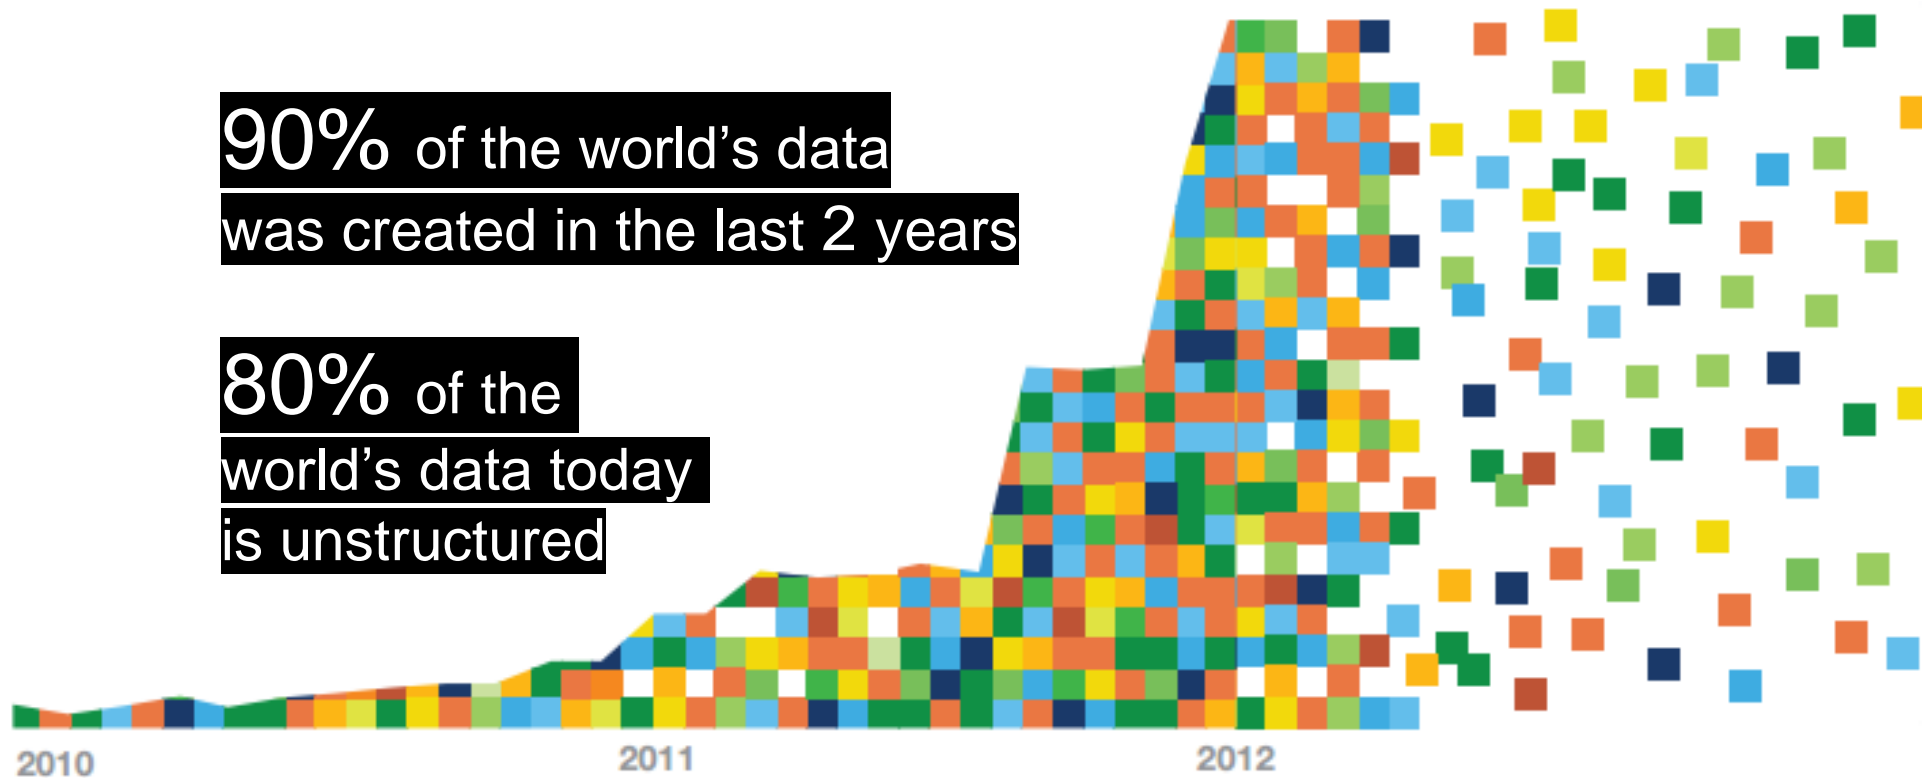 90% of the world's data
was created in the last 2 years
80% of the
world's data today
is unstructured
2010
2011
2012